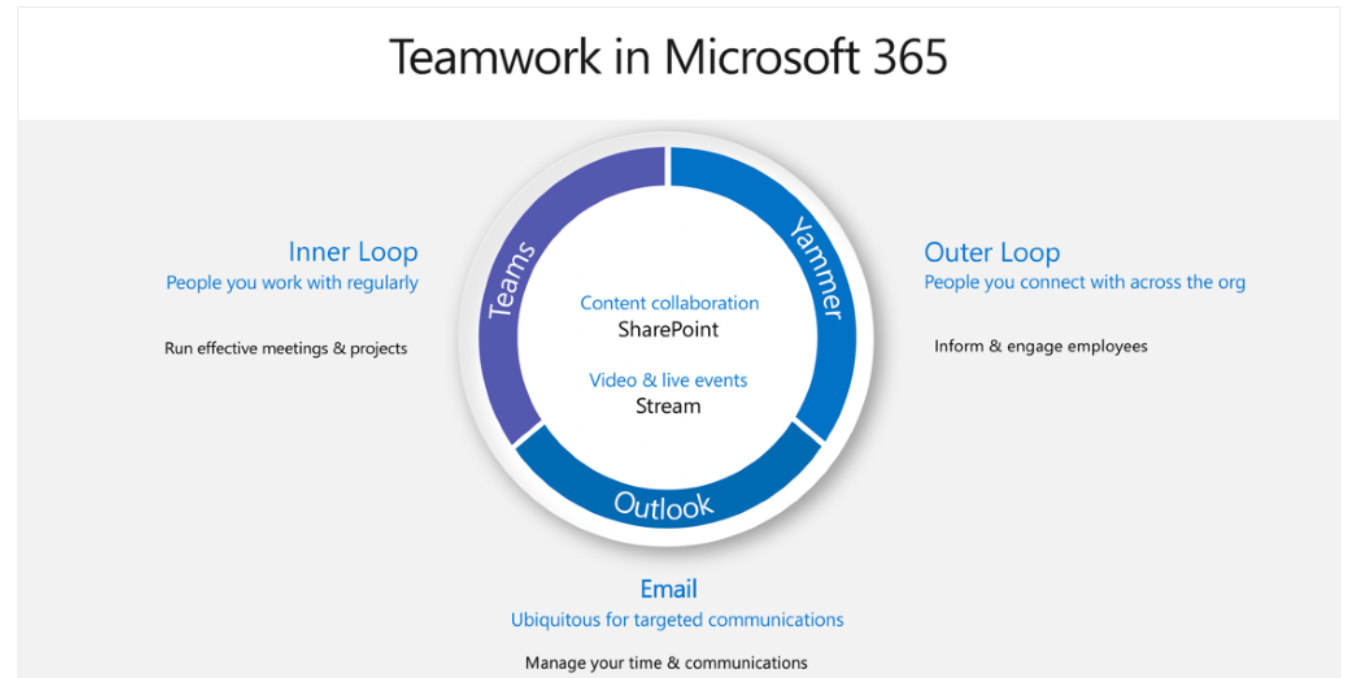 Teamwork in Microsoft 365
Inner Loop
People you work with regularly
Run effective meetings & projects
Teams
Yammer
Outlook
Content collaboration
SharePoint
Video & live events
Stream
Outer Loop
People you connect with across the org
Inform & engage employees
Email
Ubiquitous for targeted communications
Manage your time & communications